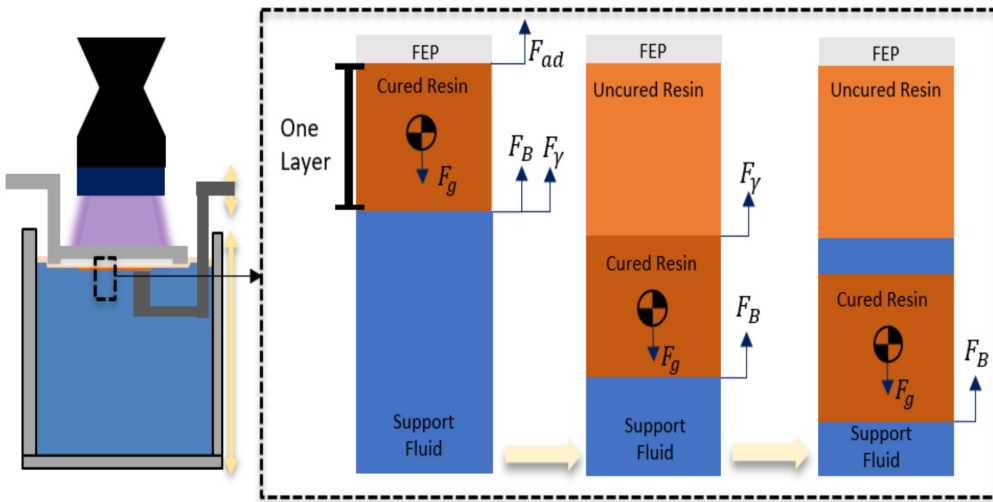 FEP
F_ad
Cured Resin
One
Layer
F_g
F_B F_γ
Support
Fluid
FEP
Uncured Resin
F_γ
Cured Resin
F_g
F_B
Support
Fluid
FEP
Uncured Resin
Cured Resin
F_g
F_B
Support
Fluid